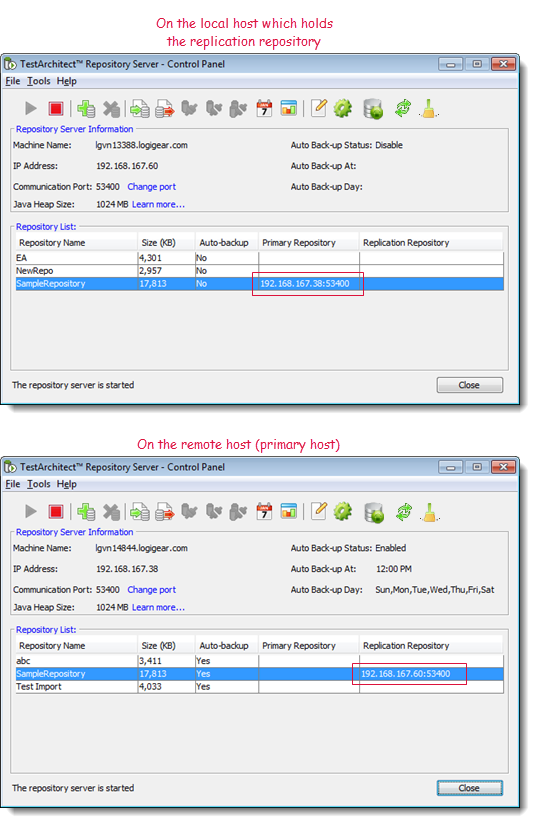 On the local host which holds
the replication repository
TestArchitect™ Repository Server - Control Panel
File Tools Help
Repository Server Information
Machine Name: lgvn13388.logigear.com Auto Back-up Status: Disable
IP Address: 192.168.167.60 Auto Back-up At:
Communication Port: 53400 Change port Auto Back-up Day:
Java Heap Size: 1024 MB Learn more...
Repository List:
Repository Name Size (KB) Auto-backup Primary Repository Replication Repository
EA 4,301 No
NewRepo 2,957 No
SampleRepository 17,813 No 192.168.167.38:53400
The repository server is started Close
On the remote host (primary host)
TestArchitect™ Repository Server - Control Panel
File Tools Help
Repository Server Information
Machine Name: lgvn14844.logigear.com Auto Back-up Status: Enabled
IP Address: 192.168.167.38 Auto Back-up At: 12:00 PM
Communication Port: 53400 Change port Auto Back-up Day: Sun,Mon,Tue,Wed,Thu,Fri,Sat
Java Heap Size: 1024 MB Learn more...
Repository List:
Repository Name Size (KB) Auto-backup Primary Repository Replication Repository
abc 3,411 Yes
SampleRepository 17,813 Yes 192.168.167.60:53400
Test Import 4,033 Yes
The repository server is started Close